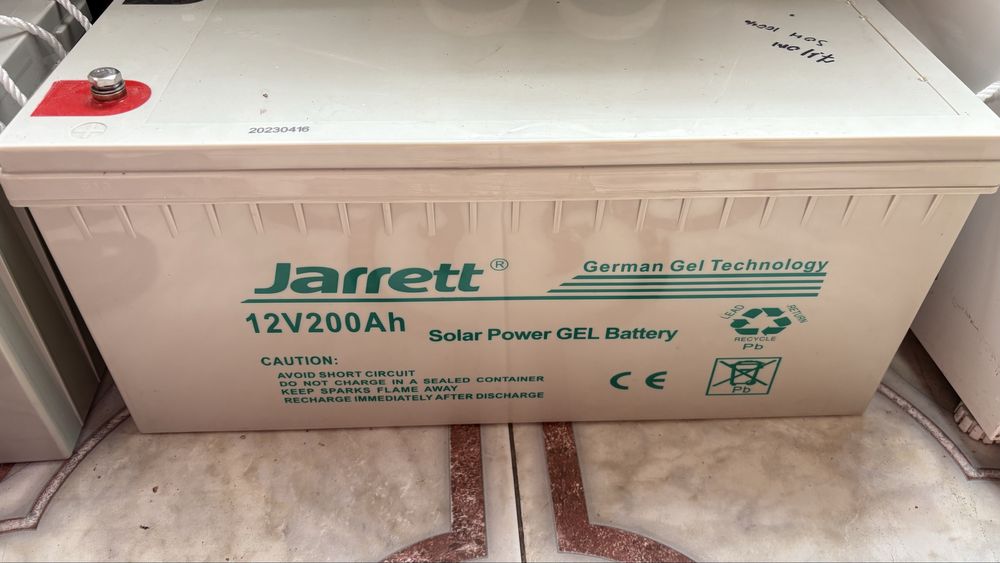 20230416
Jarrett®
German Gel Technology
12V200Ah
Solar Power GEL Battery
CAUTION:
AVOID SHORT CIRCUIT
DO NOT CHARGE IN A SEALED CONTAINER
KEEP SPARKS FLAME AWAY
RECHARGE IMMEDIATELY AFTER DISCHARGE
CE
LEAD RETURN
RECYCLE
Pb
Pb